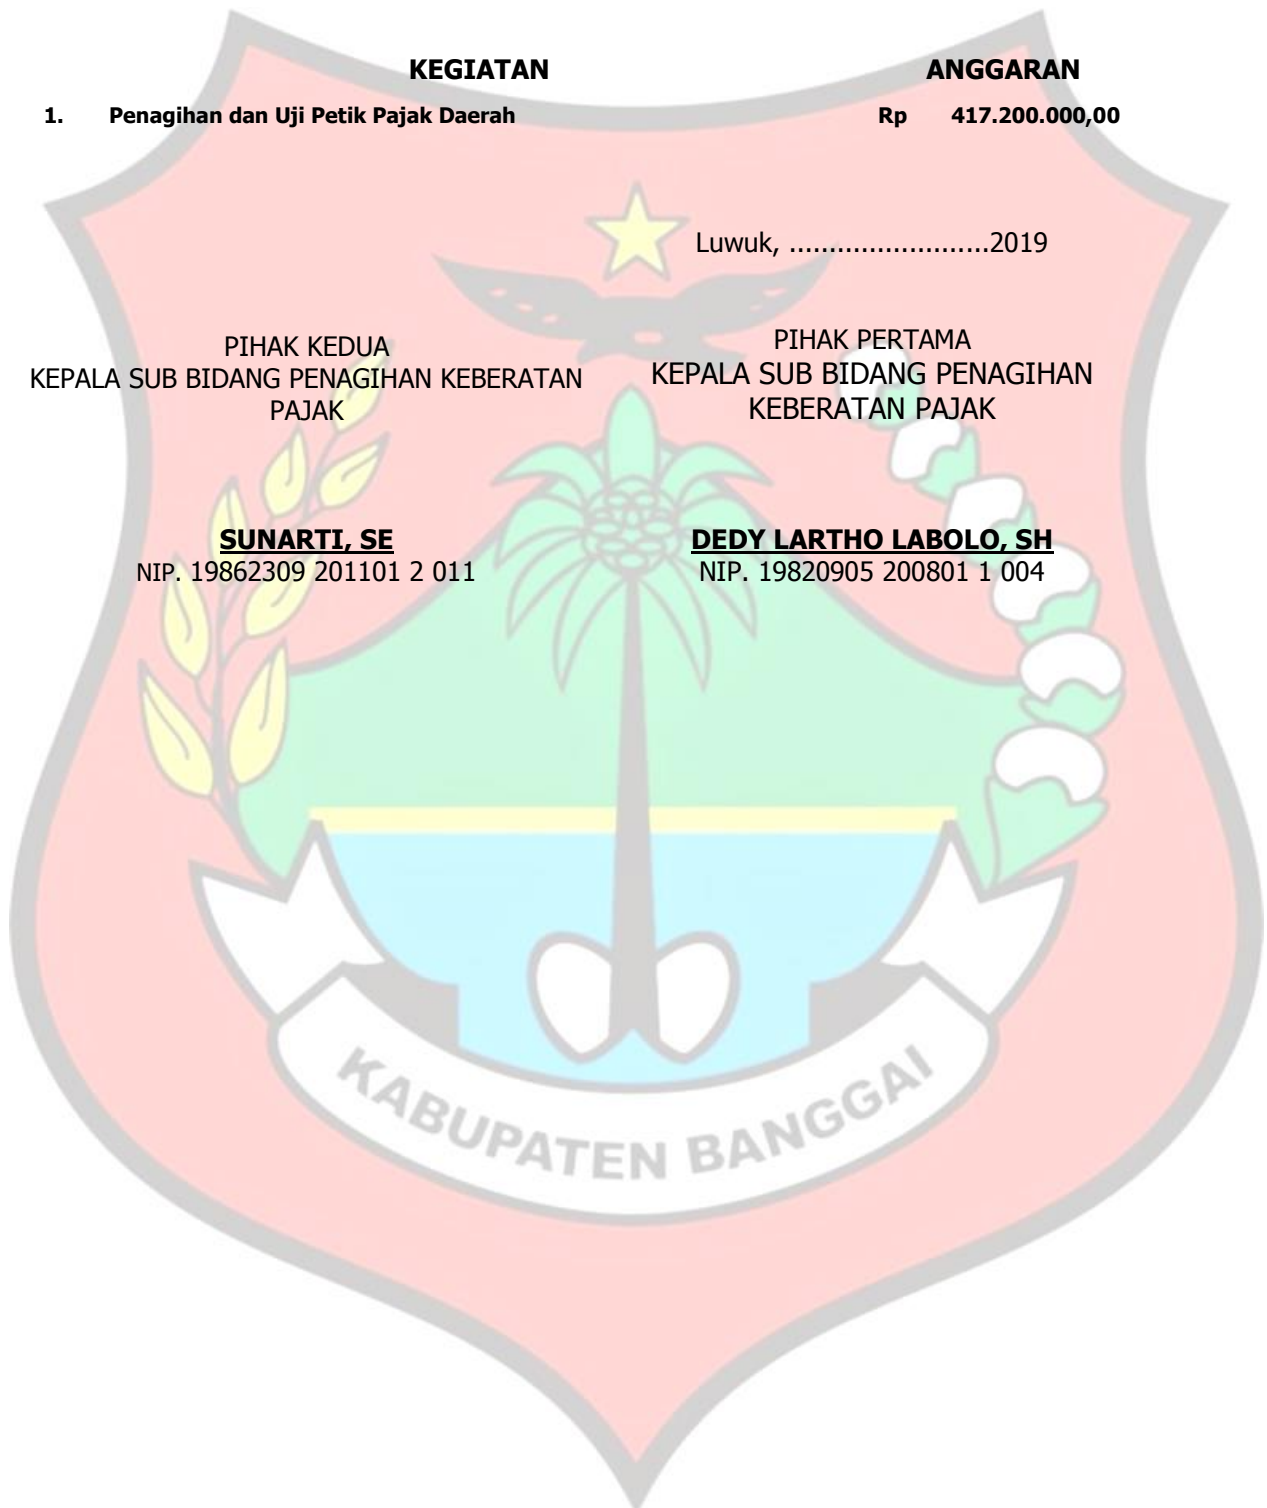 KEGIATAN ANGGARAN
1. Penagihan dan Uji Petik Pajak Daerah Rp 417.200.000,00
Luwuk, .........................2019
PIHAK KEDUA
KEPALA SUB BIDANG PENAGIHAN KEBERATAN
PAJAK
PIHAK PERTAMA
KEPALA SUB BIDANG PENAGIHAN
KEBERATAN PAJAK
SUNARTI, SE
NIP. 19862309 201101 2 011
DEDY LARTHO LABOLO, SH
NIP. 19820905 200801 1 004
KABUPATEN BANGGAI